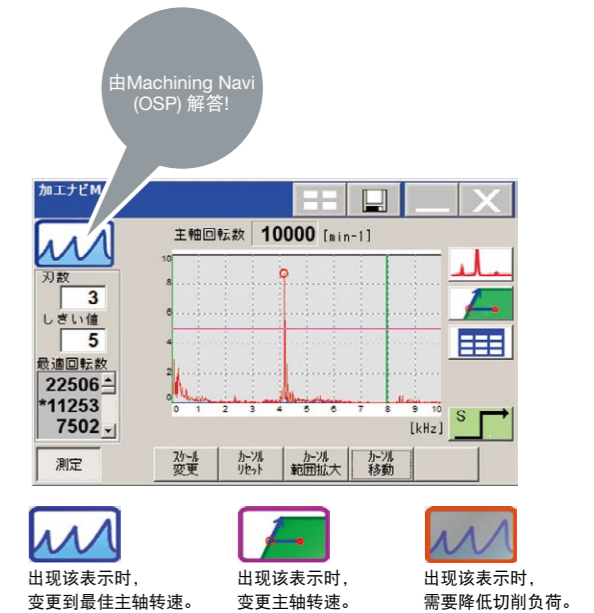 由Machining Navi
(OSP) 解答!
加工ナビM
主軸回転数 10000 [min-1]
刃数
3
しきい値
5
最適回転数
22506
*11253
7502
10
8
6
4
2
0
0 1 2 3 4 5 6 7 8 9 10
[kHz]
S
測定
スケール
変更
カーソル
リセット
カーソル
範囲拡大
カーソル
移動
出现该表示时，
变更到最佳主轴转速。
出现该表示时，
变更主轴转速。
出现该表示时，
需要降低切削负荷。